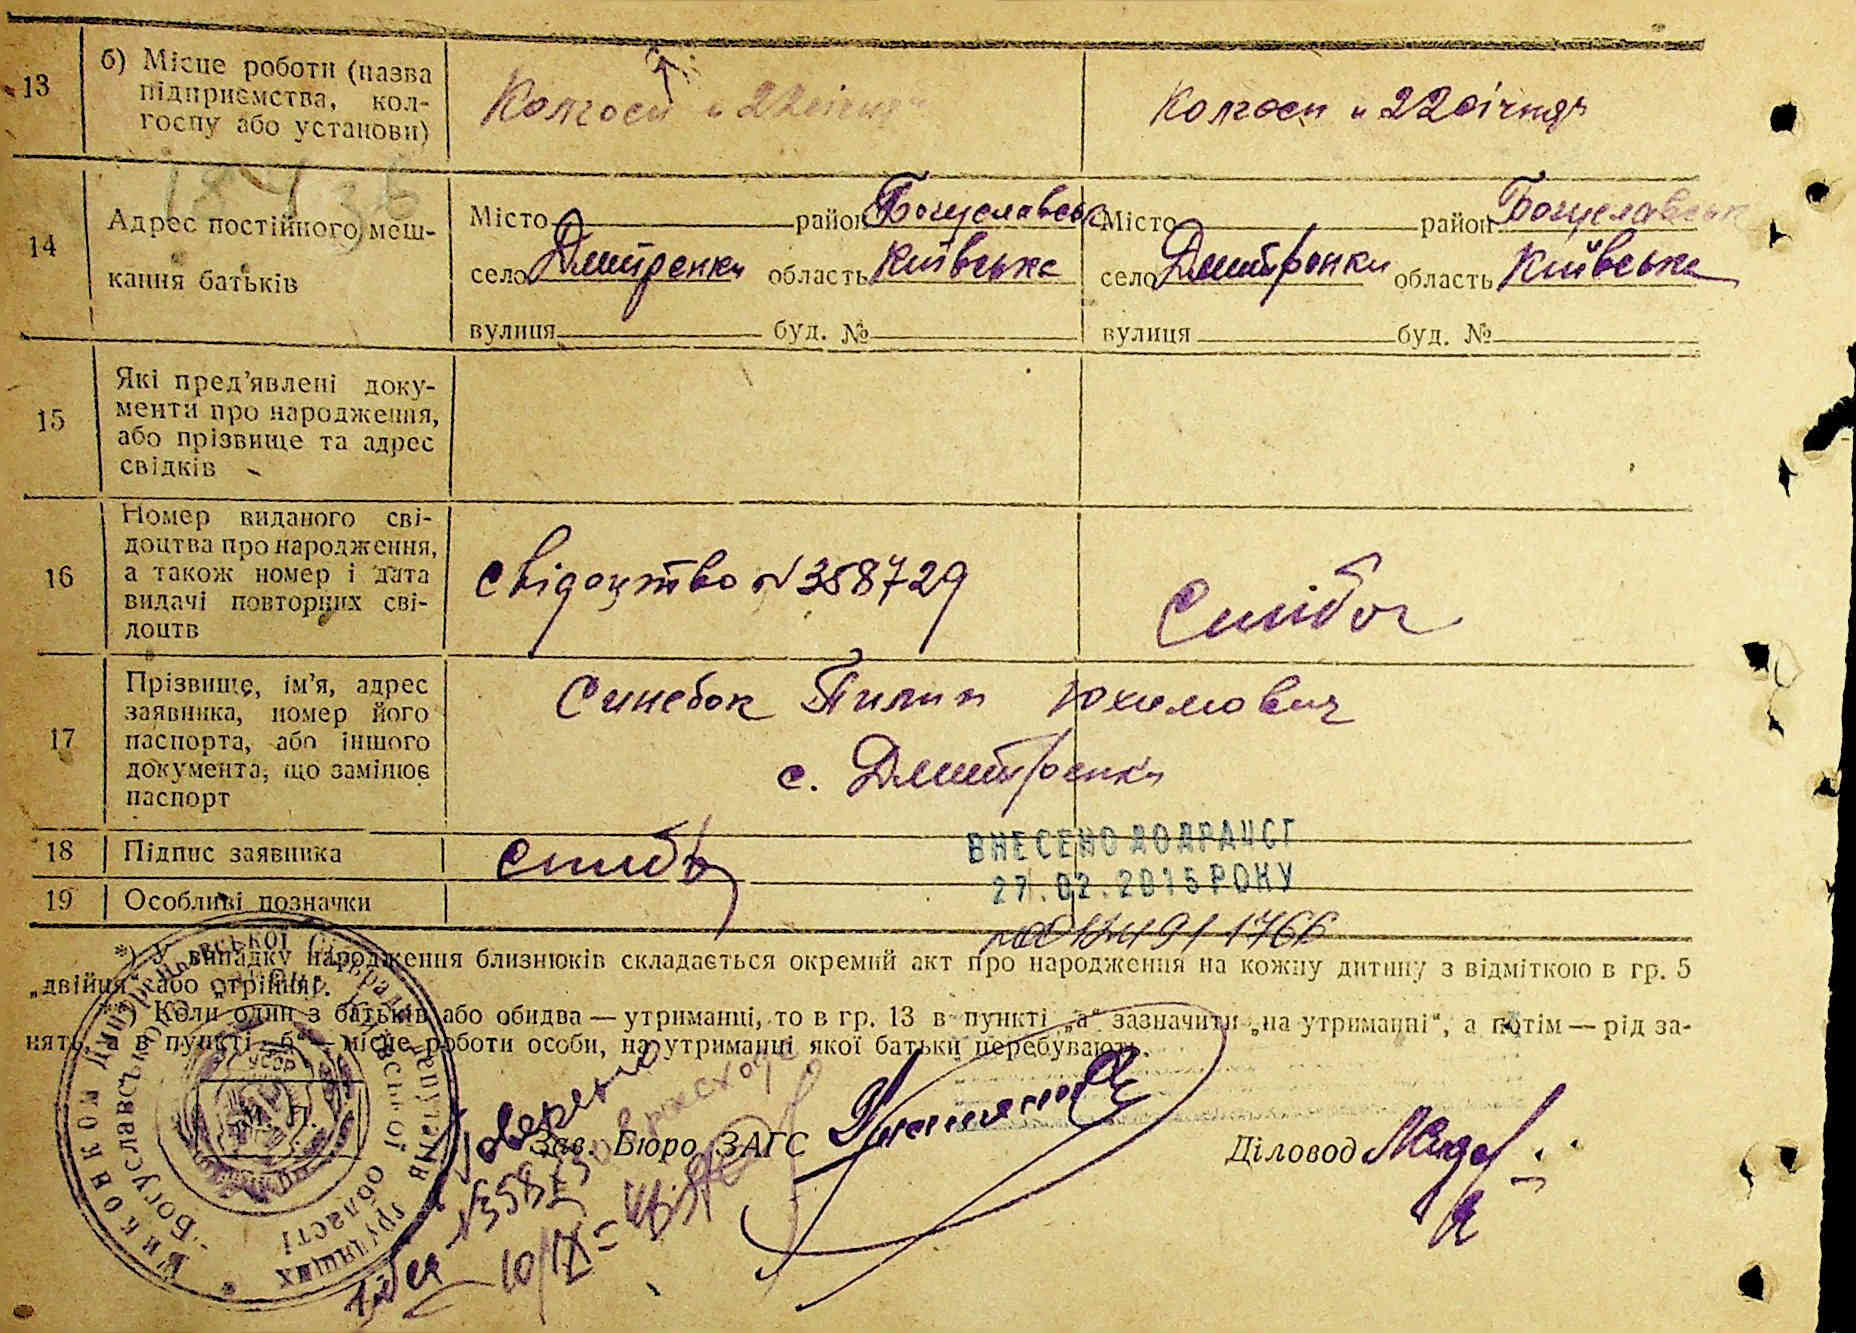 13
б) Місце роботи (назва
підприємства, кол-
госпу або установи)
Колгосп „22 січня"
Колгосп „22 січня"
14
Адрес постійного меш-
кання батьків
Місто район Богуславськ
село Дмитренки область Київська
вулиця буд. №
Місто район Богуславськ
село Дмитренки область Київська
вулиця буд. №
15
Які пред'явлені доку-
менти про народження,
або прізвище та адрес
свідків
16
Номер виданого сві-
доцтва про народження,
а також номер і дата
видачі повторних сві-
доцтв
Свідоцтво №358729
17
Прізвище, ім'я, адрес
заявника, номер його
паспорта, або іншого
документа, що замінює
паспорт
Синебок Пилип Юхимович
с. Дмитренки
18
Підпис заявника
19
Особливі позначки
ВНЕСЕНО ДО ДРАЦСГ
27.02.2015 РОКУ
*) У випадку народження близнюків складається окремий акт про народження на кожну дитину з відміткою в гр. 5
„двійня" або „трійня".
**) Коли один з батьків або обидва — утриманці, то в гр. 13 в пункті „а" зазначити „на утриманні", а потім — рід за-
нять, а в пункті „б" — місце роботи особи, на утриманні якої батьки перебувають.
УСРР
М. П.
Зав. Бюро ЗАГС
Діловод